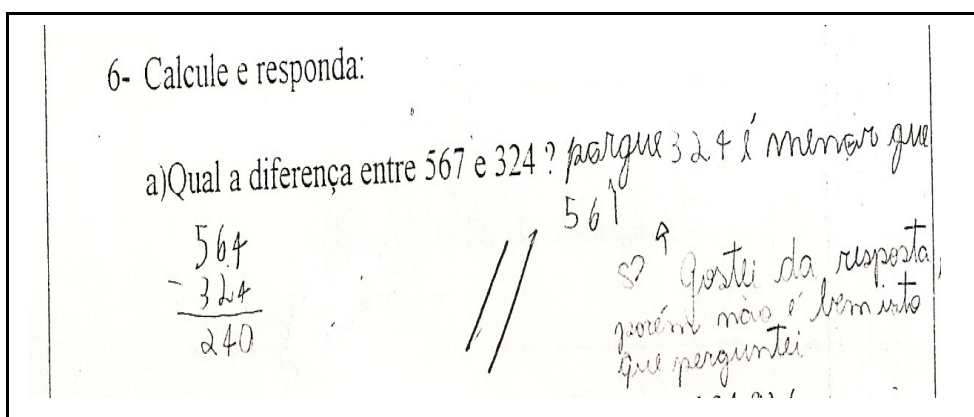 6- Calcule e responda:
a)Qual a diferença entre 567 e 324 ? porque 324 é menor que
561
564
- 324
240
Gostei da resposta,
porém não é bem isto
que perguntei